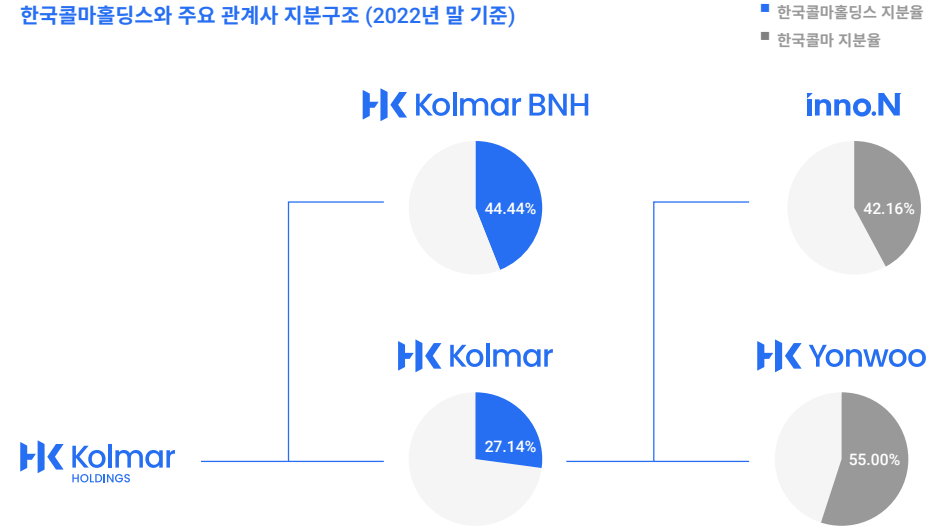 한국콜마홀딩스와 주요 관계사 지분구조 (2022년 말 기준)
한국콜마홀딩스 지분율
한국콜마 지분율
HK Kolmar BNH
inno.N
44.44%
42.16%
HK Kolmar
HK Yonwoo
27.14%
55.00%
HK Kolmar
HOLDINGS